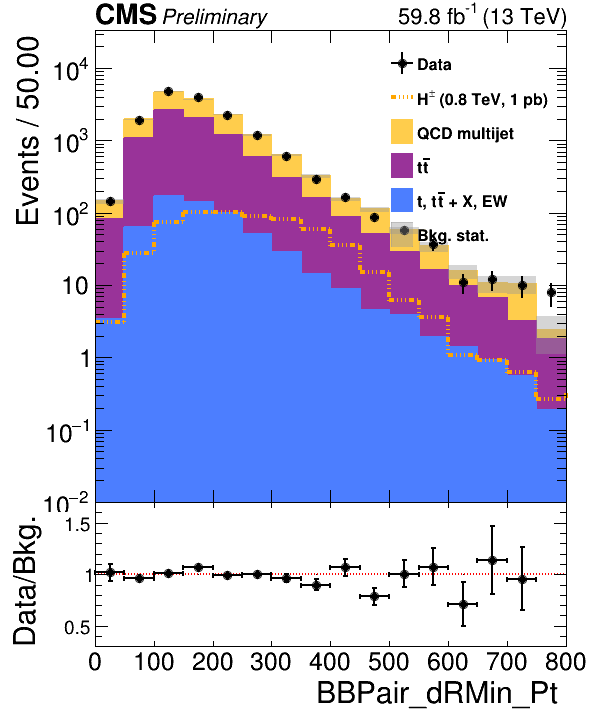 CMS Preliminary 59.8 fb⁻¹ (13 TeV)
Events / 50.00
10⁴
10³
10²
10
1
10⁻¹
10⁻²
Data
H± (0.8 TeV, 1 pb)
QCD multijet
tt̄
t, tt̄ + X, EW
Bkg. stat.
Data/Bkg.
1.5
1
0.5
0 100 200 300 400 500 600 700 800
BBPair_dRMin_Pt